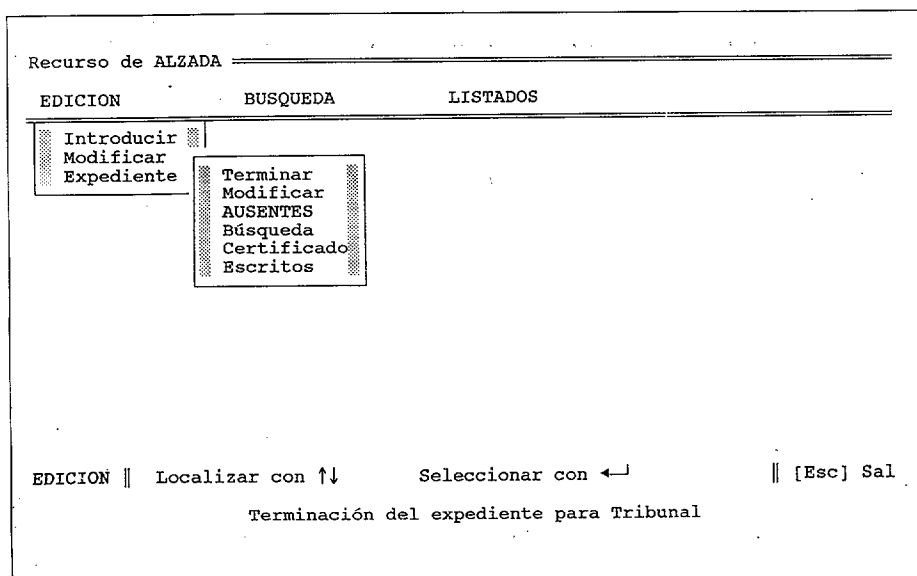 Recurso de ALZADA
EDICION BUSQUEDA LISTADOS
Introducir
Modificar
Expediente
Terminar
Modificar
AUSENTES
Búsqueda
Certificado
Escritos
EDICION ‖ Localizar con ↑↓ Seleccionar con ◄┘ ‖ [Esc] Sal
Terminación del expediente para Tribunal